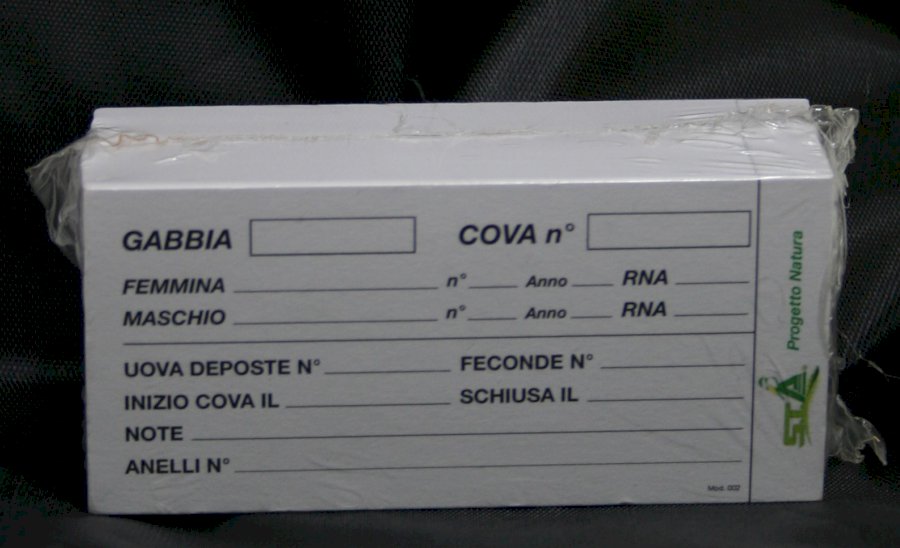 GABBIA COVA n°
FEMMINA n° Anno RNA
MASCHIO n° Anno RNA
UOVA DEPOSTE N° FECONDE N°
INIZIO COVA IL SCHIUSA IL
NOTE
ANELLI N°
Mod. 002
Progetto Natura
STA